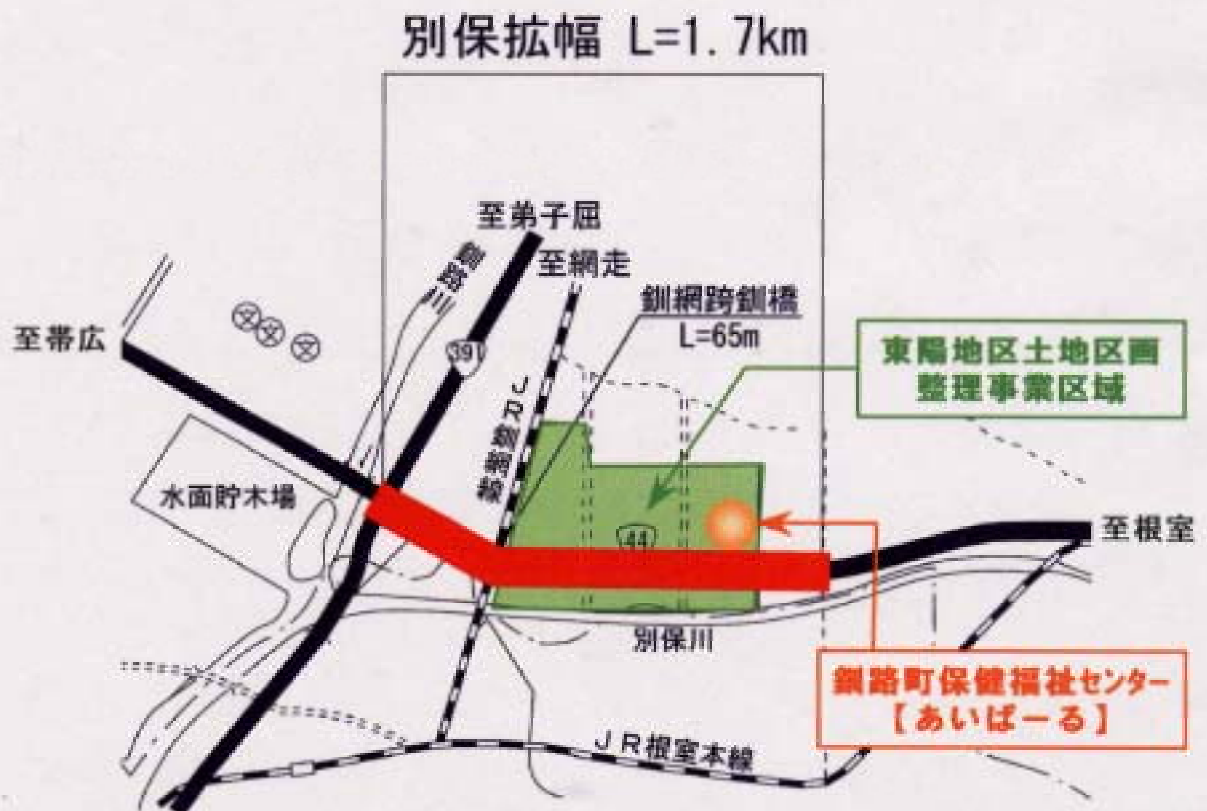 別保拡幅 L=1.7km
至弟子屈
釧路川
至網走
391
釧網跨釧橋
L=65m
至帯広
文
文
文
東陽地区土地区画
整理事業区域
JR釧網線
水面貯木場
44
至根室
別保川
釧路町保健福祉センター
【あいぱーる】
JR根室本線